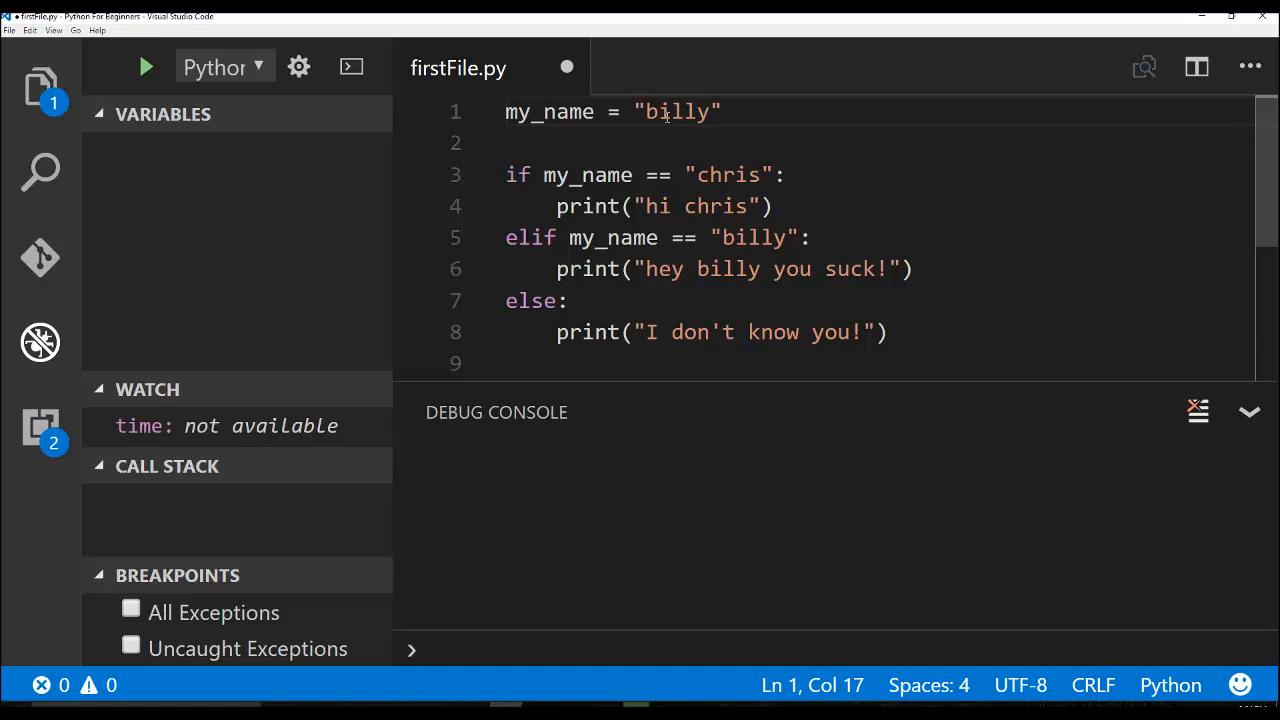 ● firstFile.py - Python For Beginners - Visual Studio Code
File Edit View Go Help
Python
firstFile.py
1
VARIABLES
1 my_name = "billy"
2
3 if my_name == "chris":
4 print("hi chris")
5 elif my_name == "billy":
6 print("hey billy you suck!")
7 else:
8 print("I don't know you!")
9
WATCH
time: not available
DEBUG CONSOLE
2
CALL STACK
BREAKPOINTS
All Exceptions
Uncaught Exceptions
0 0 Ln 1, Col 17 Spaces: 4 UTF-8 CRLF Python